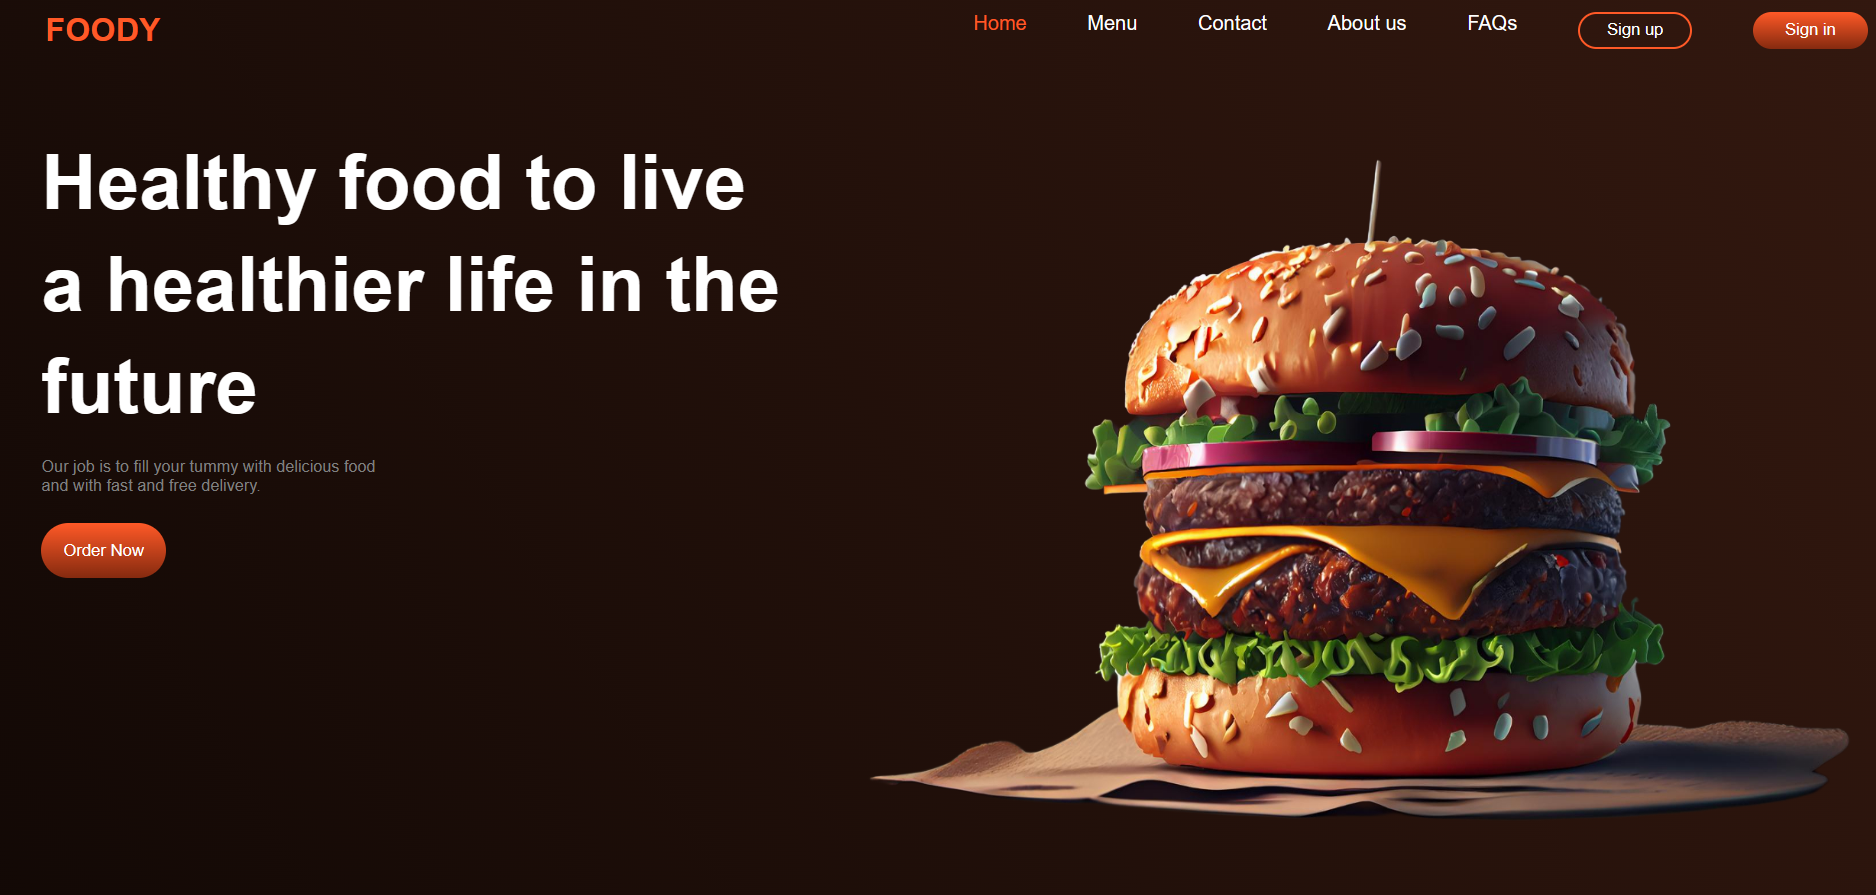 FOODY
Home
Menu
Contact
About us
FAQs
Sign up
Sign in
Healthy food to live
a healthier life in the
future
Our job is to fill your tummy with delicious food
and with fast and free delivery.
Order Now